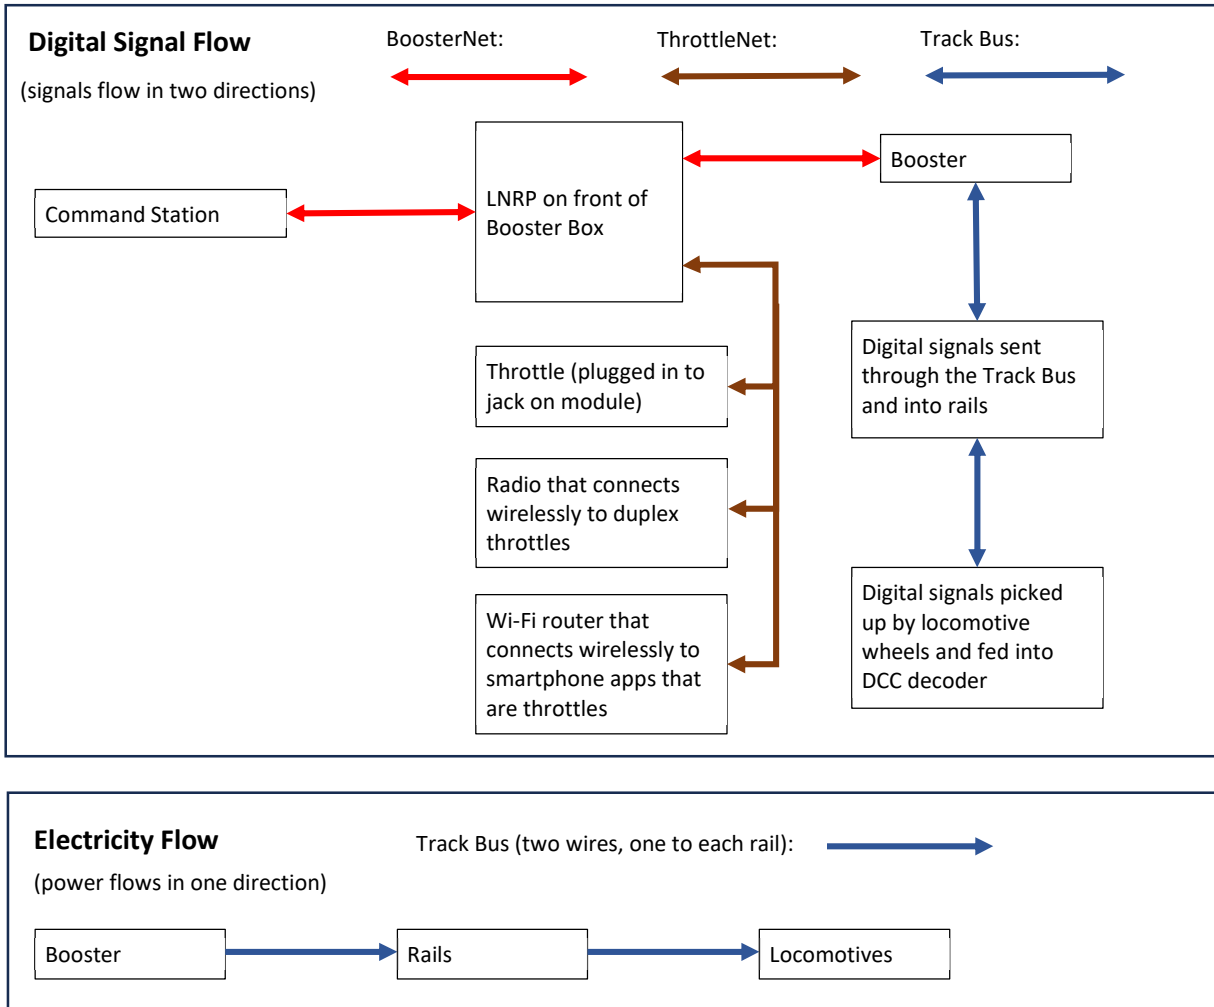 Digital Signal Flow
BoosterNet:
ThrottleNet:
Track Bus:
(signals flow in two directions)
Command Station
LNRP on front of
Booster Box
Booster
Throttle (plugged in to
jack on module)
Digital signals sent
through the Track Bus
and into rails
Radio that connects
wirelessly to duplex
throttles
Wi-Fi router that
connects wirelessly to
smartphone apps that
are throttles
Digital signals picked
up by locomotive
wheels and fed into
DCC decoder
Electricity Flow
Track Bus (two wires, one to each rail):
(power flows in one direction)
Booster
Rails
Locomotives